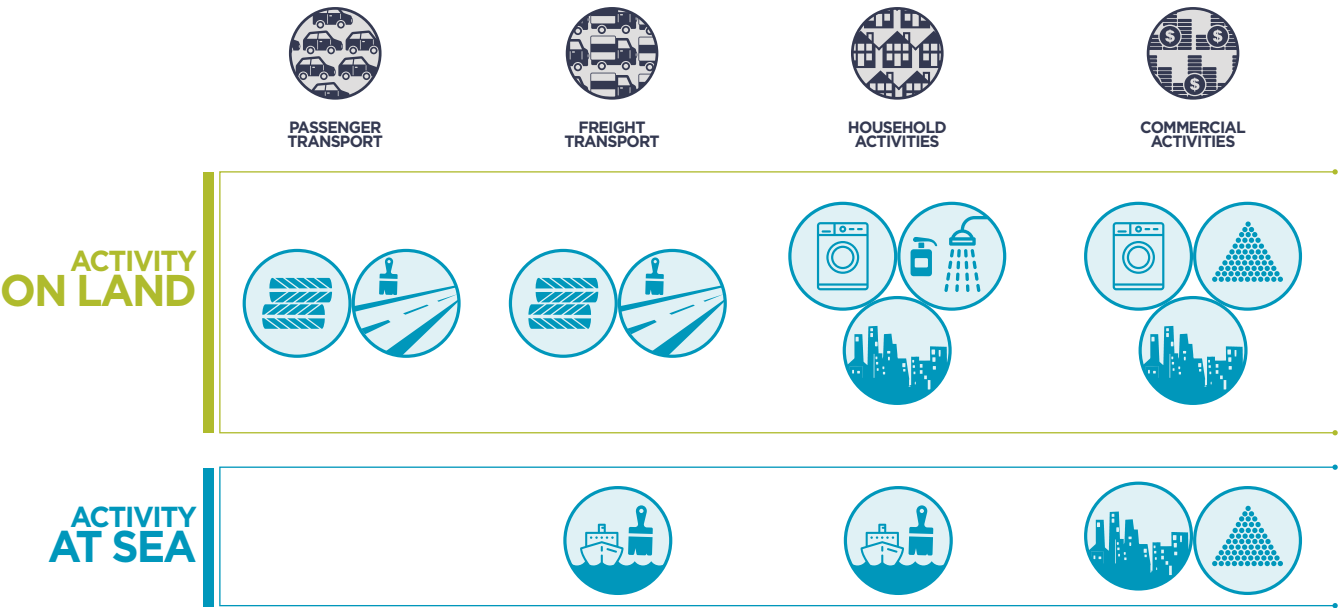 PASSENGER
TRANSPORT
FREIGHT
TRANSPORT
HOUSEHOLD
ACTIVITIES
COMMERCIAL
ACTIVITIES
$ $
$
ACTIVITY
ON LAND
ACTIVITY
AT SEA